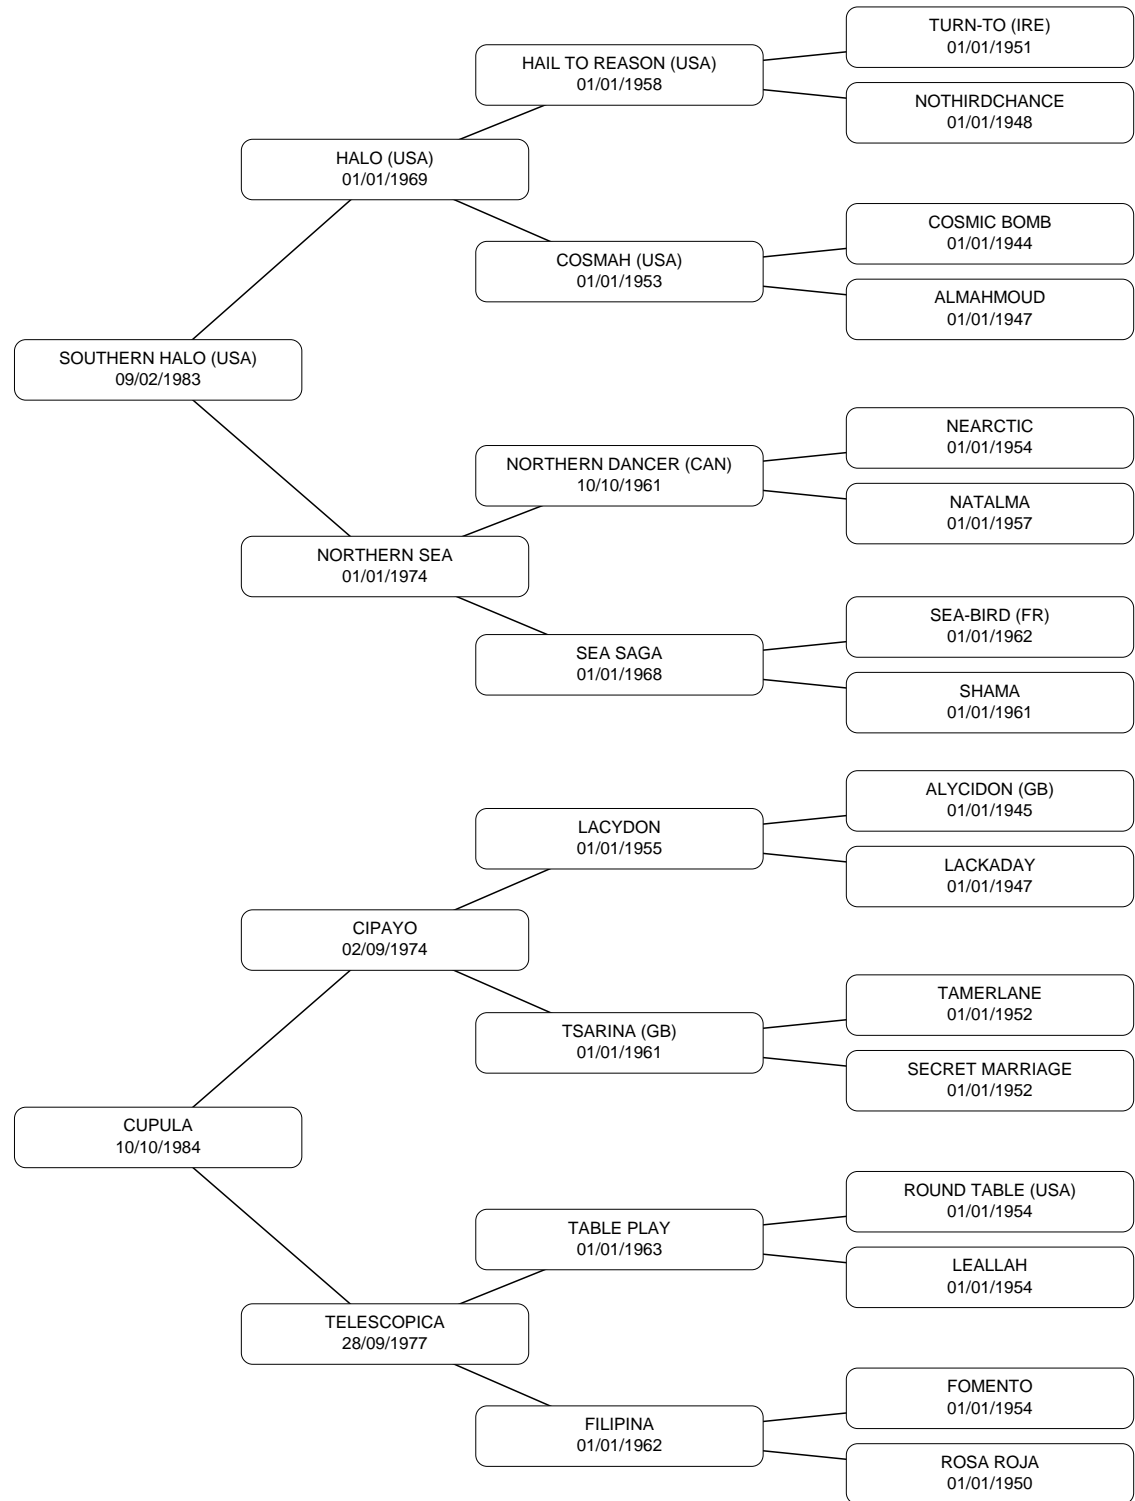 TURN-TO (IRE)
01/01/1951
HAIL TO REASON (USA)
01/01/1958
NOTHIRDCHANCE
01/01/1948
HALO (USA)
01/01/1969
COSMIC BOMB
01/01/1944
COSMAH (USA)
01/01/1953
ALMAHMOUD
01/01/1947
SOUTHERN HALO (USA)
09/02/1983
NEARCTIC
01/01/1954
NORTHERN DANCER (CAN)
10/10/1961
NATALMA
01/01/1957
NORTHERN SEA
01/01/1974
SEA-BIRD (FR)
01/01/1962
SEA SAGA
01/01/1968
SHAMA
01/01/1961
ALYCIDON (GB)
01/01/1945
LACYDON
01/01/1955
LACKADAY
01/01/1947
CIPAYO
02/09/1974
TAMERLANE
01/01/1952
TSARINA (GB)
01/01/1961
SECRET MARRIAGE
01/01/1952
CUPULA
10/10/1984
ROUND TABLE (USA)
01/01/1954
TABLE PLAY
01/01/1963
LEALLAH
01/01/1954
TELESCOPICA
28/09/1977
FOMENTO
01/01/1954
FILIPINA
01/01/1962
ROSA ROJA
01/01/1950